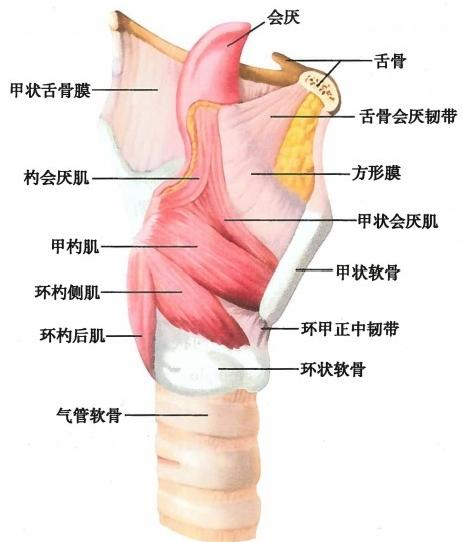 会厌
舌骨
甲状舌骨膜
舌骨会厌韧带
杓会厌肌
方形膜
甲状会厌肌
甲杓肌
甲状软骨
环杓侧肌
环甲正中韧带
环杓后肌
环状软骨
气管软骨